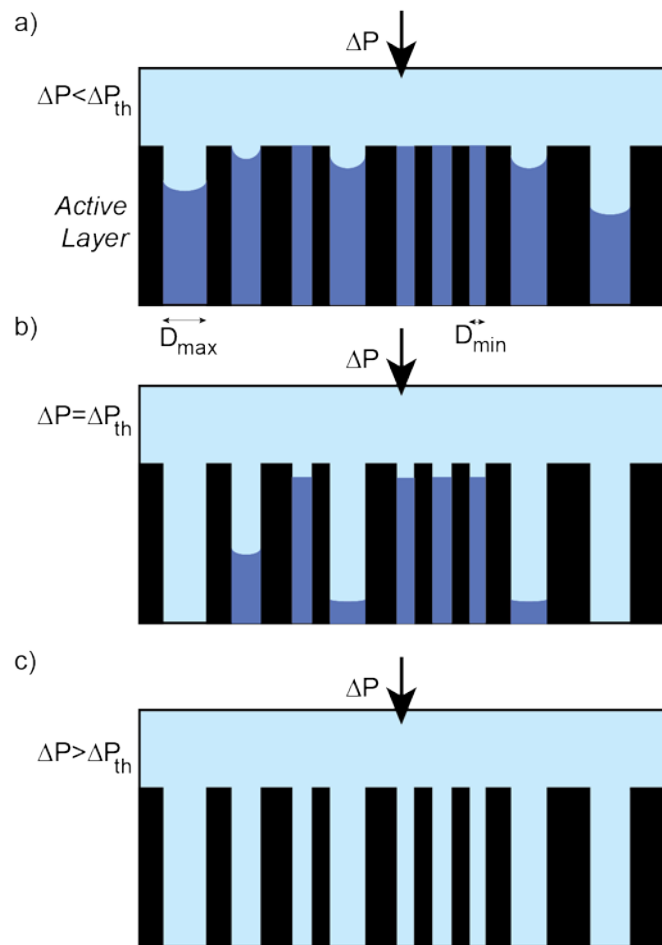 a)
ΔP
ΔP<ΔPth
Active
Layer
Dmax
Dmin
b)
ΔP
ΔP=ΔPth
c)
ΔP
ΔP>ΔPth